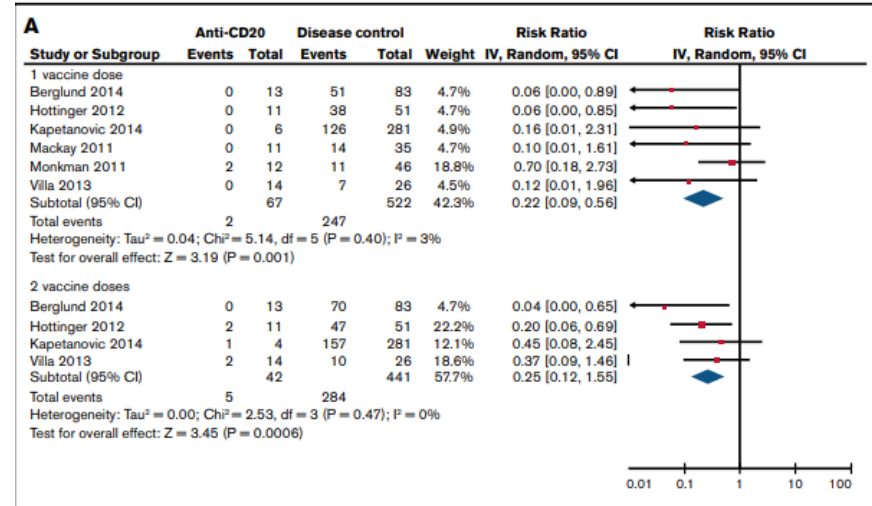 A
Anti-CD20 Disease control Risk Ratio Risk Ratio
Study or Subgroup Events Total Events Total Weight IV, Random, 95% CI IV, Random, 95% CI
1 vaccine dose
Berglund 2014 0 13 51 83 4.7% 0.06 [0.00, 0.89]
Hottinger 2012 0 11 38 51 4.7% 0.06 [0.00, 0.85]
Kapetanovic 2014 0 6 126 281 4.9% 0.16 [0.01, 2.31]
Mackay 2011 0 11 14 35 4.7% 0.10 [0.01, 1.61]
Monkman 2011 2 12 11 46 18.8% 0.70 [0.18, 2.73]
Villa 2013 0 14 7 26 4.5% 0.12 [0.01, 1.96]
Subtotal (95% CI) 67 522 42.3% 0.22 [0.09, 0.56]
Total events 2 247
Heterogeneity: Tau² = 0.04; Chi² = 5.14, df = 5 (P = 0.40); I² = 3%
Test for overall effect: Z = 3.19 (P = 0.001)
2 vaccine doses
Berglund 2014 0 13 70 83 4.7% 0.04 [0.00, 0.65]
Hottinger 2012 2 11 47 51 22.2% 0.20 [0.06, 0.69]
Kapetanovic 2014 1 4 157 281 12.1% 0.45 [0.08, 2.45]
Villa 2013 2 14 10 26 18.6% 0.37 [0.09, 1.46]
Subtotal (95% CI) 42 441 57.7% 0.25 [0.12, 1.55]
Total events 5 284
Heterogeneity: Tau² = 0.00; Chi² = 2.53, df = 3 (P = 0.47); I² = 0%
Test for overall effect: Z = 3.45 (P = 0.0006)
0.01 0.1 1 10 100